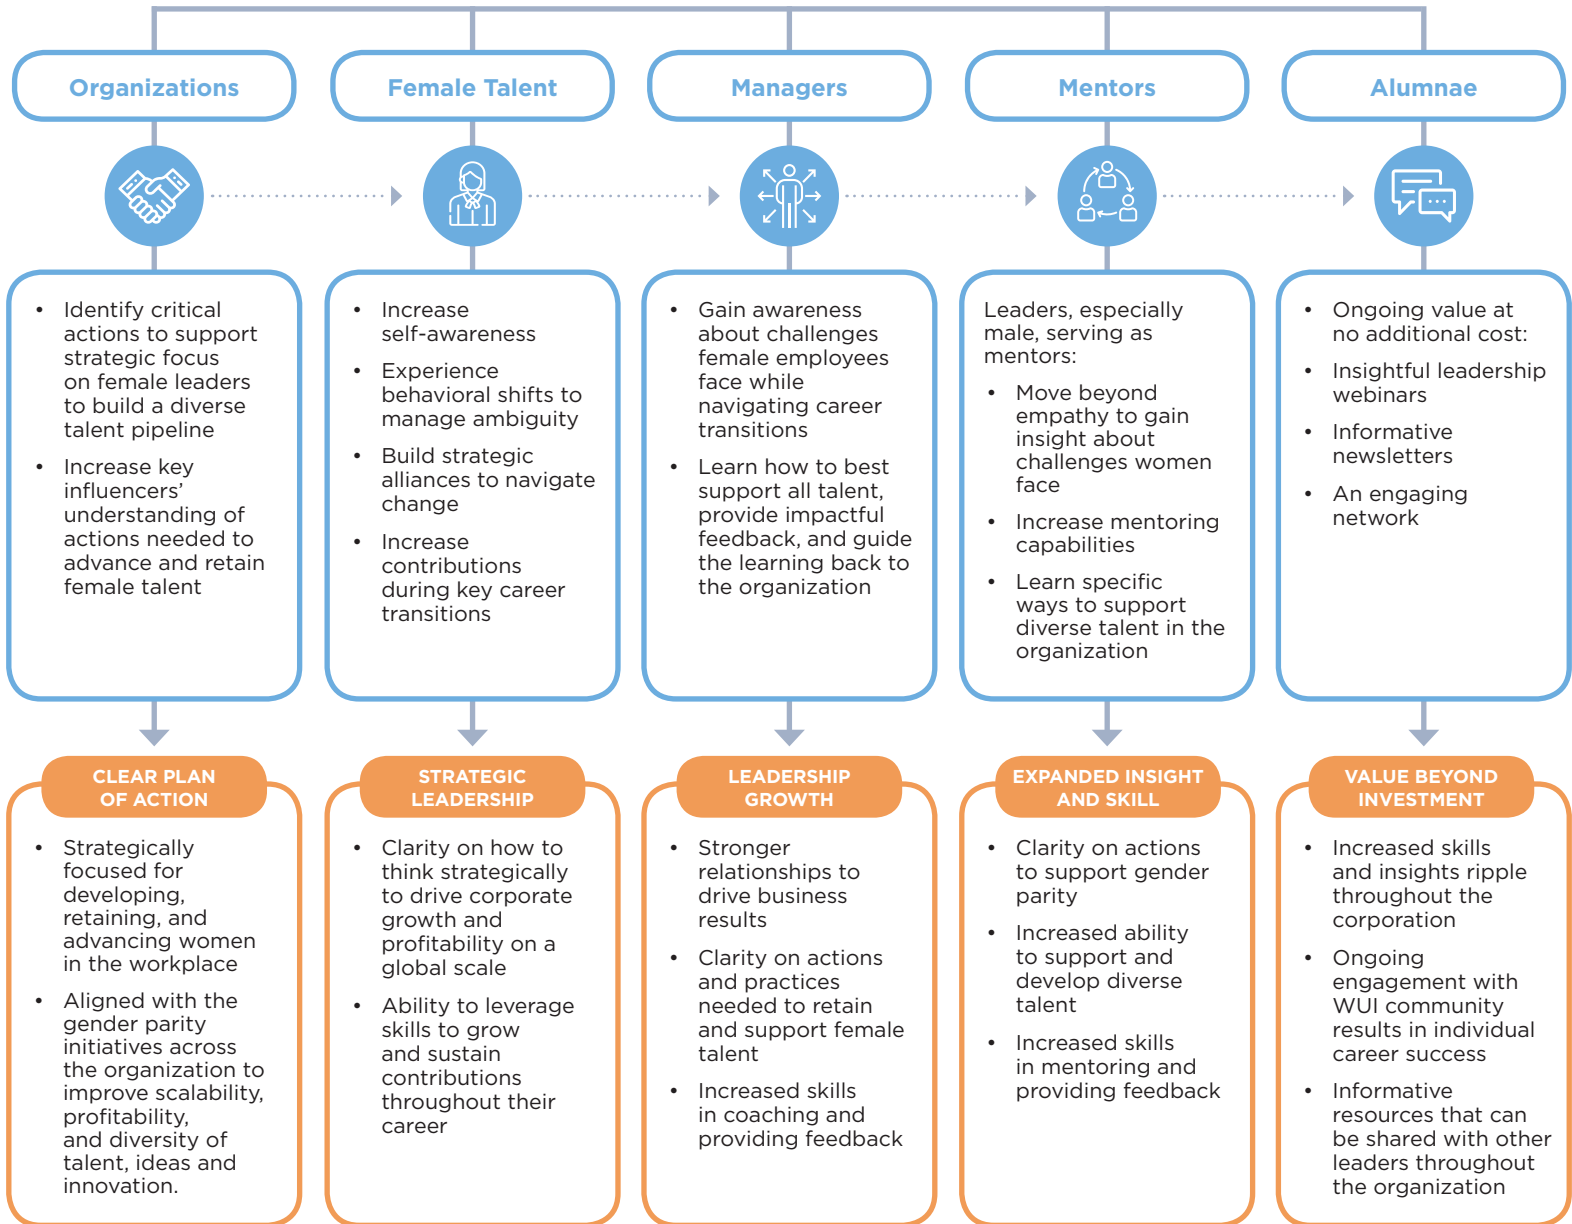 Organizations
Female Talent
Managers
Mentors
Alumnae
• Identify critical
actions to support
strategic focus
on female leaders
to build a diverse
talent pipeline
• Increase key
influencers’
understanding of
actions needed to
advance and retain
female talent
• Increase
self-awareness
• Experience
behavioral shifts to
manage ambiguity
• Build strategic
alliances to navigate
change
• Increase
contributions
during key career
transitions
• Gain awareness
about challenges
female employees
face while
navigating career
transitions
• Learn how to best
support all talent,
provide impactful
feedback, and guide
the learning back to
the organization
Leaders, especially
male, serving as
mentors:
• Move beyond
empathy to gain
insight about
challenges women
face
• Increase mentoring
capabilities
• Learn specific
ways to support
diverse talent in the
organization
• Ongoing value at
no additional cost:
• Insightful leadership
webinars
• Informative
newsletters
• An engaging
network
CLEAR PLAN
OF ACTION
• Strategically
focused for
developing,
retaining, and
advancing women
in the workplace
• Aligned with the
gender parity
initiatives across
the organization to
improve scalability,
profitability,
and diversity of
talent, ideas and
innovation.
STRATEGIC
LEADERSHIP
• Clarity on how to
think strategically
to drive corporate
growth and
profitability on a
global scale
• Ability to leverage
skills to grow
and sustain
contributions
throughout their
career
LEADERSHIP
GROWTH
• Stronger
relationships to
drive business
results
• Clarity on actions
and practices
needed to retain
and support female
talent
• Increased skills
in coaching and
providing feedback
EXPANDED INSIGHT
AND SKILL
• Clarity on actions
to support gender
parity
• Increased ability
to support and
develop diverse
talent
• Increased skills
in mentoring and
providing feedback
VALUE BEYOND
INVESTMENT
• Increased skills
and insights ripple
throughout the
corporation
• Ongoing
engagement with
WUI community
results in individual
career success
• Informative
resources that can
be shared with other
leaders throughout
the organization